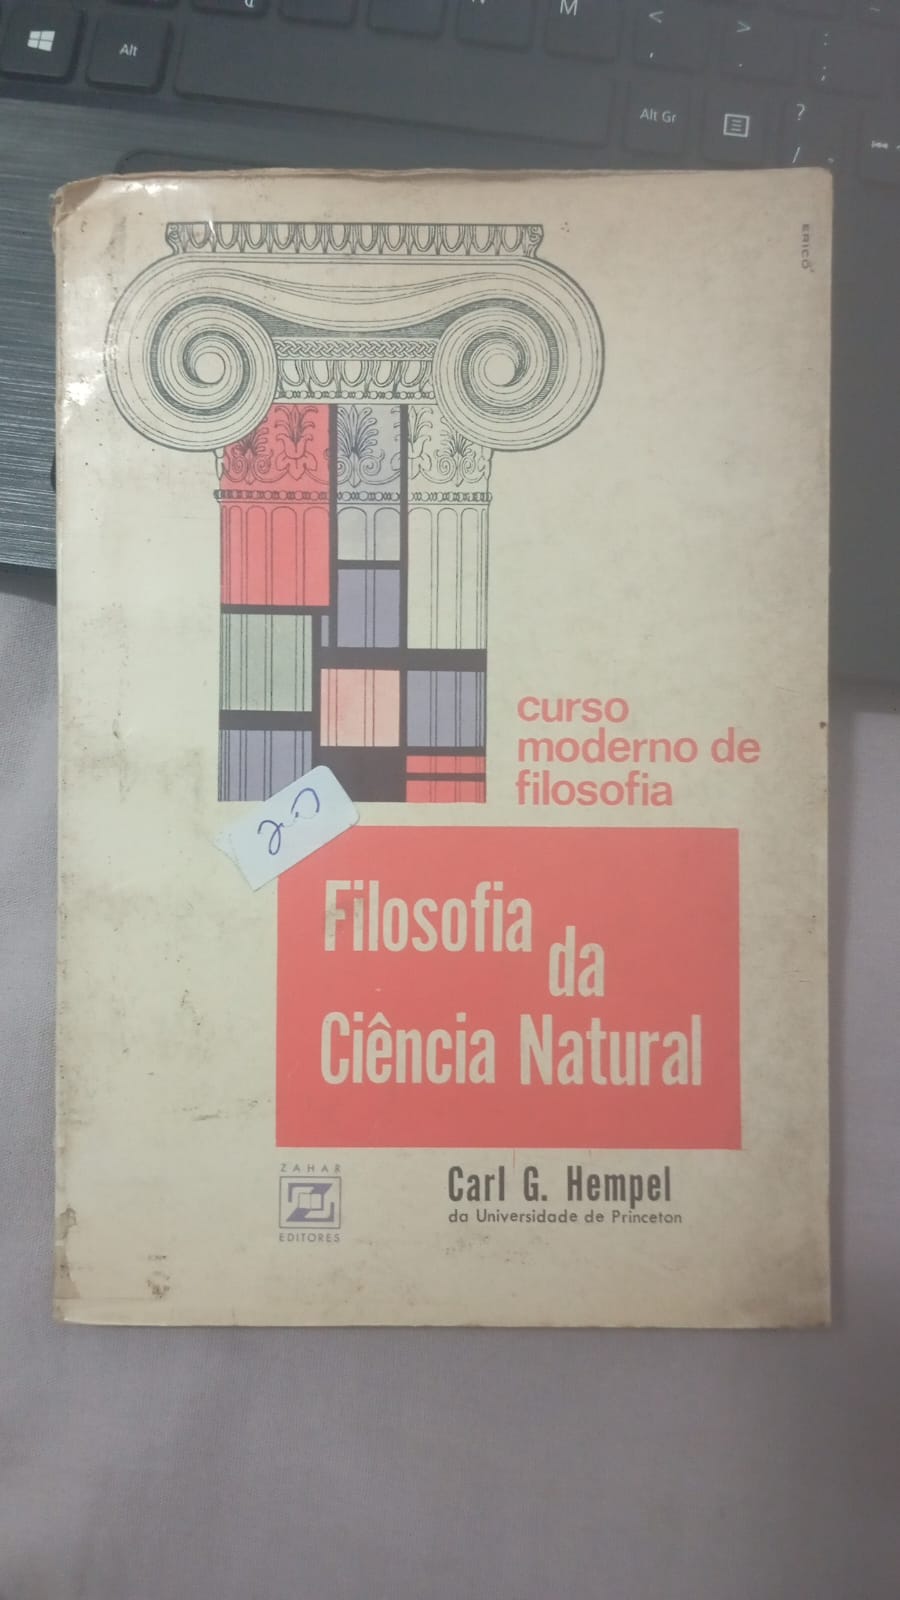 Alt
M
<
>
Alt Gr
?
/
ERICO
curso
moderno de
filosofia
Filosofia
da
Ciência Natural
ZAHAR
EDITORES
Carl G. Hempel
da Universidade de Princeton